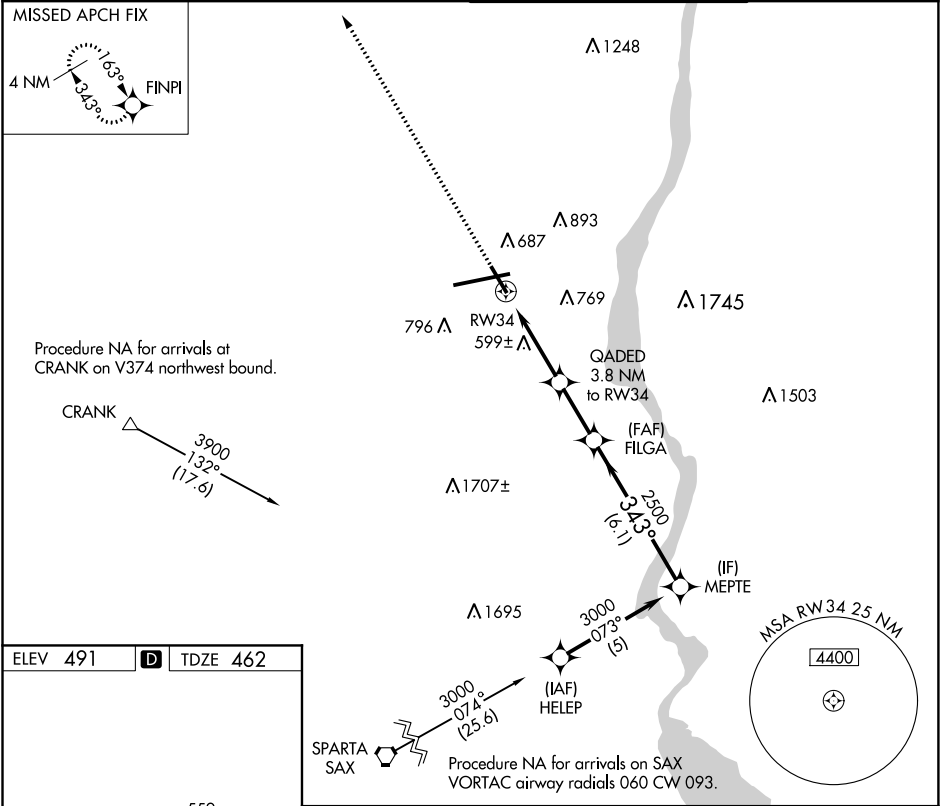 MISSED APCH FIX
4 NM
163°
343°
FINPI
1248
893
687
769
1745
RW34
796
599±
QADED
3.8 NM
to RW34
1503
Procedure NA for arrivals at
CRANK on V374 northwest bound.
CRANK
3900
132°
(17.6)
(FAF)
FILGA
1707±
2500
343°
(6.1)
(IF)
MEPTE
1695
3000
073°
(5)
(IAF)
HELEP
MSA RW34 25 NM
4400
ELEV 491 D TDZE 462
3000
074°
(25.6)
SPARTA
SAX
Procedure NA for arrivals on SAX
VORTAC airway radials 060 CW 093.